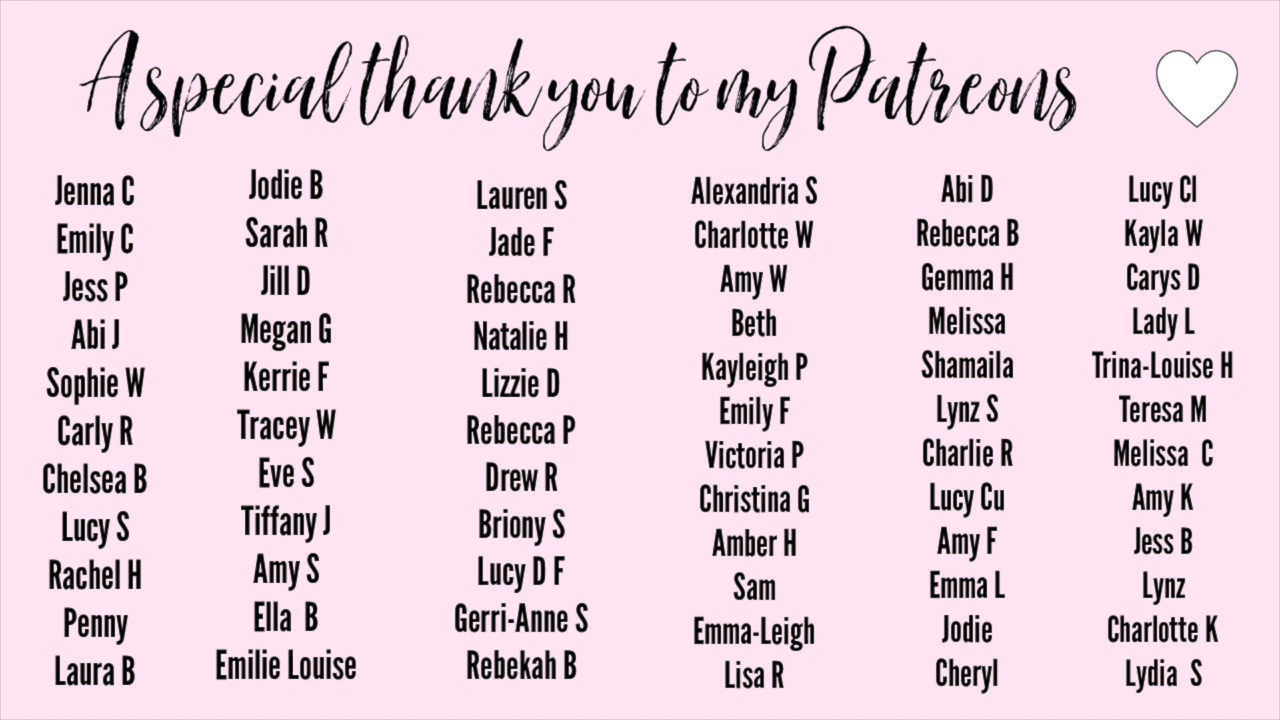 A special thank you to my Patreons
Jenna C
Emily C
Jess P
Abi J
Sophie W
Carly R
Chelsea B
Lucy S
Rachel H
Penny
Laura B
Jodie B
Sarah R
Jill D
Megan G
Kerrie F
Tracey W
Eve S
Tiffany J
Amy S
Ella B
Emilie Louise
Lauren S
Jade F
Rebecca R
Natalie H
Lizzie D
Rebecca P
Drew R
Briony S
Lucy D F
Gerri-Anne S
Rebekah B
Alexandria S
Charlotte W
Amy W
Beth
Kayleigh P
Emily F
Victoria P
Christina G
Amber H
Sam
Emma-Leigh
Lisa R
Abi D
Rebecca B
Gemma H
Melissa
Shamaila
Lynz S
Charlie R
Lucy Cu
Amy F
Emma L
Jodie
Cheryl
Lucy Cl
Kayla W
Carys D
Lady L
Trina-Louise H
Teresa M
Melissa C
Amy K
Jess B
Lynz
Charlotte K
Lydia S